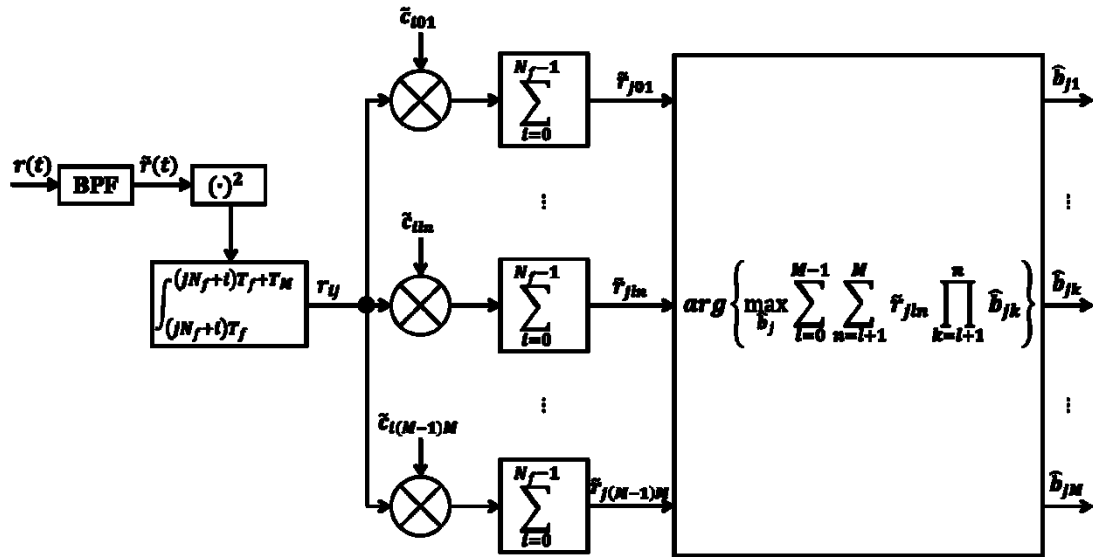 c̃_{i01}
∑_{i=0}^{N_f−1}
r̃_{j01}
b̂_{j1}
r(t)
BPF
r̃(t)
(·)²
⋮
c̃_{iln}
⋮
⋮
∫_{(jN_f+i)T_f}^{(jN_f+i)T_f+T_M}
r_{ij}
∑_{i=0}^{N_f−1}
r̃_{jln}
arg{max_{b̂_j} ∑_{l=0}^{M−1} ∑_{n=l+1}^{M} r̃_{jln} ∏_{k=l+1}^{n} b̂_{jk}}
b̂_{jk}
⋮
⋮
c̃_{i(M−1)M}
∑_{i=0}^{N_f−1}
r̃_{j(M−1)M}
b̂_{jM}